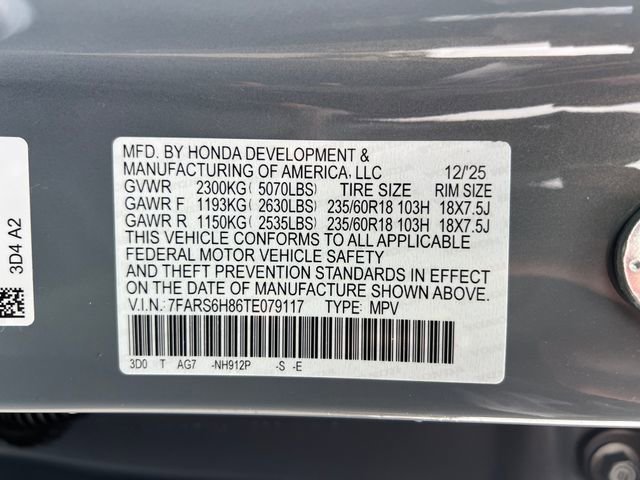 MFD. BY HONDA DEVELOPMENT &
MANUFACTURING OF AMERICA, LLC 12/'25
GVWR 2300KG ( 5070LBS) TIRE SIZE RIM SIZE
GAWR F 1193KG ( 2630LBS) 235/60R18 103H 18X7.5J
GAWR R 1150KG ( 2535LBS) 235/60R18 103H 18X7.5J
THIS VEHICLE CONFORMS TO ALL APPLICABLE
FEDERAL MOTOR VEHICLE SAFETY
AND THEFT PREVENTION STANDARDS IN EFFECT
ON THE DATE OF MANUFACTURE SHOWN ABOVE.
V.I.N.: 7FARS6H86TE079117 TYPE: MPV
3D0 T AG7 -NH912P -S -E
3D4 A2